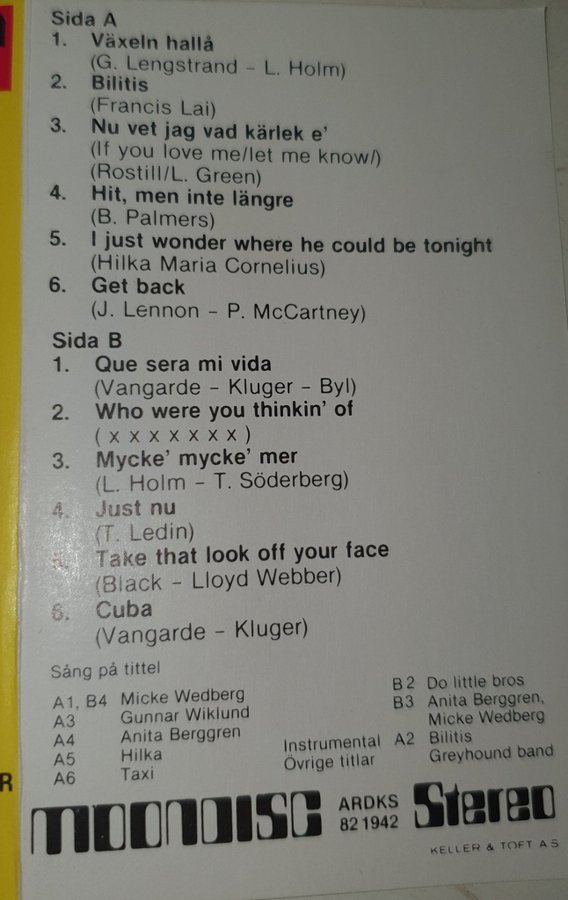 Sida A
1. Växeln hallå
(G. Lengstrand - L. Holm)
2. Bilitis
(Francis Lai)
3. Nu vet jag vad kärlek e'
(If you love me/let me know/)
(Rostill/L. Green)
4. Hit, men inte längre
(B. Palmers)
5. I just wonder where he could be tonight
(Hilka Maria Cornelius)
6. Get back
(J. Lennon - P. McCartney)
Sida B
1. Que sera mi vida
(Vangarde - Kluger - Byl)
2. Who were you thinkin' of
( x x x x x x x )
3. Mycke' mycke' mer
(L. Holm - T. Söderberg)
4. Just nu
(T. Ledin)
5. Take that look off your face
(Black - Lloyd Webber)
6. Cuba
(Vangarde - Kluger)
Sång på tittel
A1, B4 Micke Wedberg
A3 Gunnar Wiklund
A4 Anita Berggren
A5 Hilka
A6 Taxi
B2 Do little bros
B3 Anita Berggren,
Micke Wedberg
Instrumental A2 Bilitis
Övrige titlar Greyhound band
MOONDISC
ARDKS
82 1942
Stereo
KELLER & TOFT A S
R